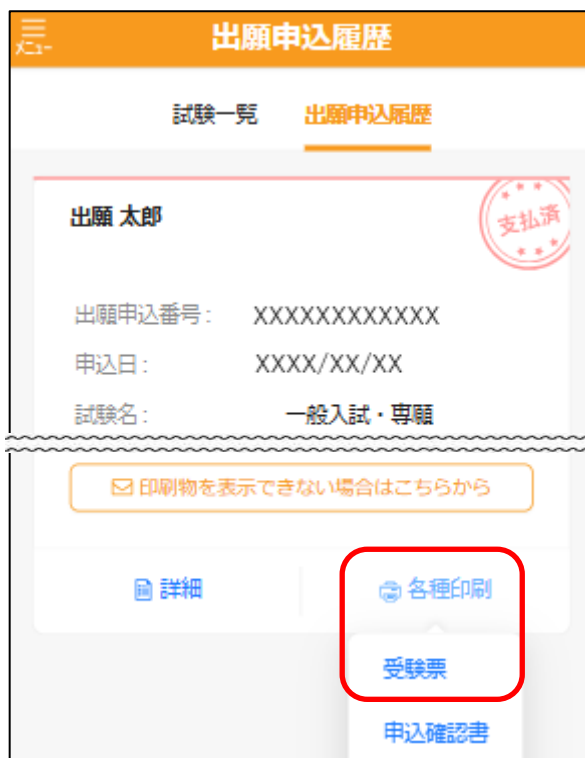 メニュー
出願申込履歴
試験一覧
出願申込履歴
出願 太郎
支払済
出願申込番号:
XXXXXXXXXXXX
申込日:
XXXX/XX/XX
試験名:
一般入試・専願
印刷物を表示できない場合はこちらから
詳細
各種印刷
受験票
申込確認書